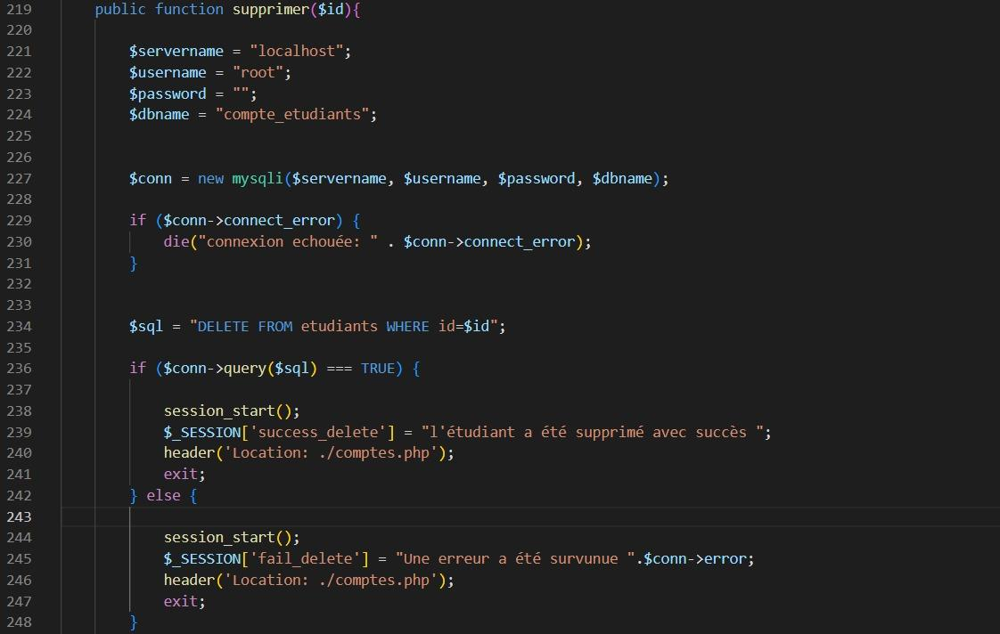 219 public function supprimer($id){
220
221 $servername = "localhost";
222 $username = "root";
223 $password = "";
224 $dbname = "compte_etudiants";
225
226
227 $conn = new mysqli($servername, $username, $password, $dbname);
228
229 if ($conn->connect_error) {
230 die("connexion echouée: " . $conn->connect_error);
231 }
232
233
234 $sql = "DELETE FROM etudiants WHERE id=$id";
235
236 if ($conn->query($sql) === TRUE) {
237
238 session_start();
239 $_SESSION['success_delete'] = "l'étudiant a été supprimé avec succès ";
240 header('Location: ./comptes.php');
241 exit;
242 } else {
243
244 session_start();
245 $_SESSION['fail_delete'] = "Une erreur a été survunue ".$conn->error;
246 header('Location: ./comptes.php');
247 exit;
248 }